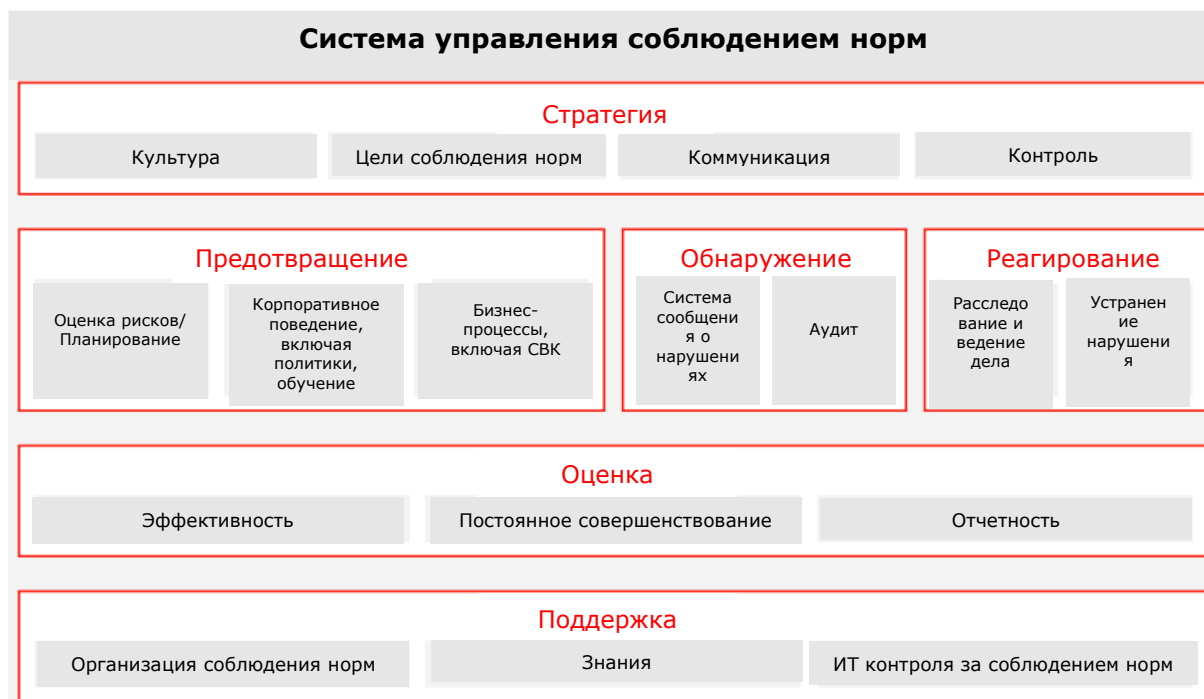 Система управления соблюдением норм
Стратегия
Культура
Цели соблюдения норм
Коммуникация
Контроль
Предотвращение
Оценка рисков/
Планирование
Корпоративное
поведение,
включая
политики,
обучение
Бизнес-
процессы,
включая СВК
Обнаружение
Система
сообщени
я о
нарушени
ях
Аудит
Реагирование
Расследо
вание и
ведение
дела
Устранен
ие
нарушени
я
Оценка
Эффективность
Постоянное совершенствование
Отчетность
Поддержка
Организация соблюдения норм
Знания
ИТ контроля за соблюдением норм